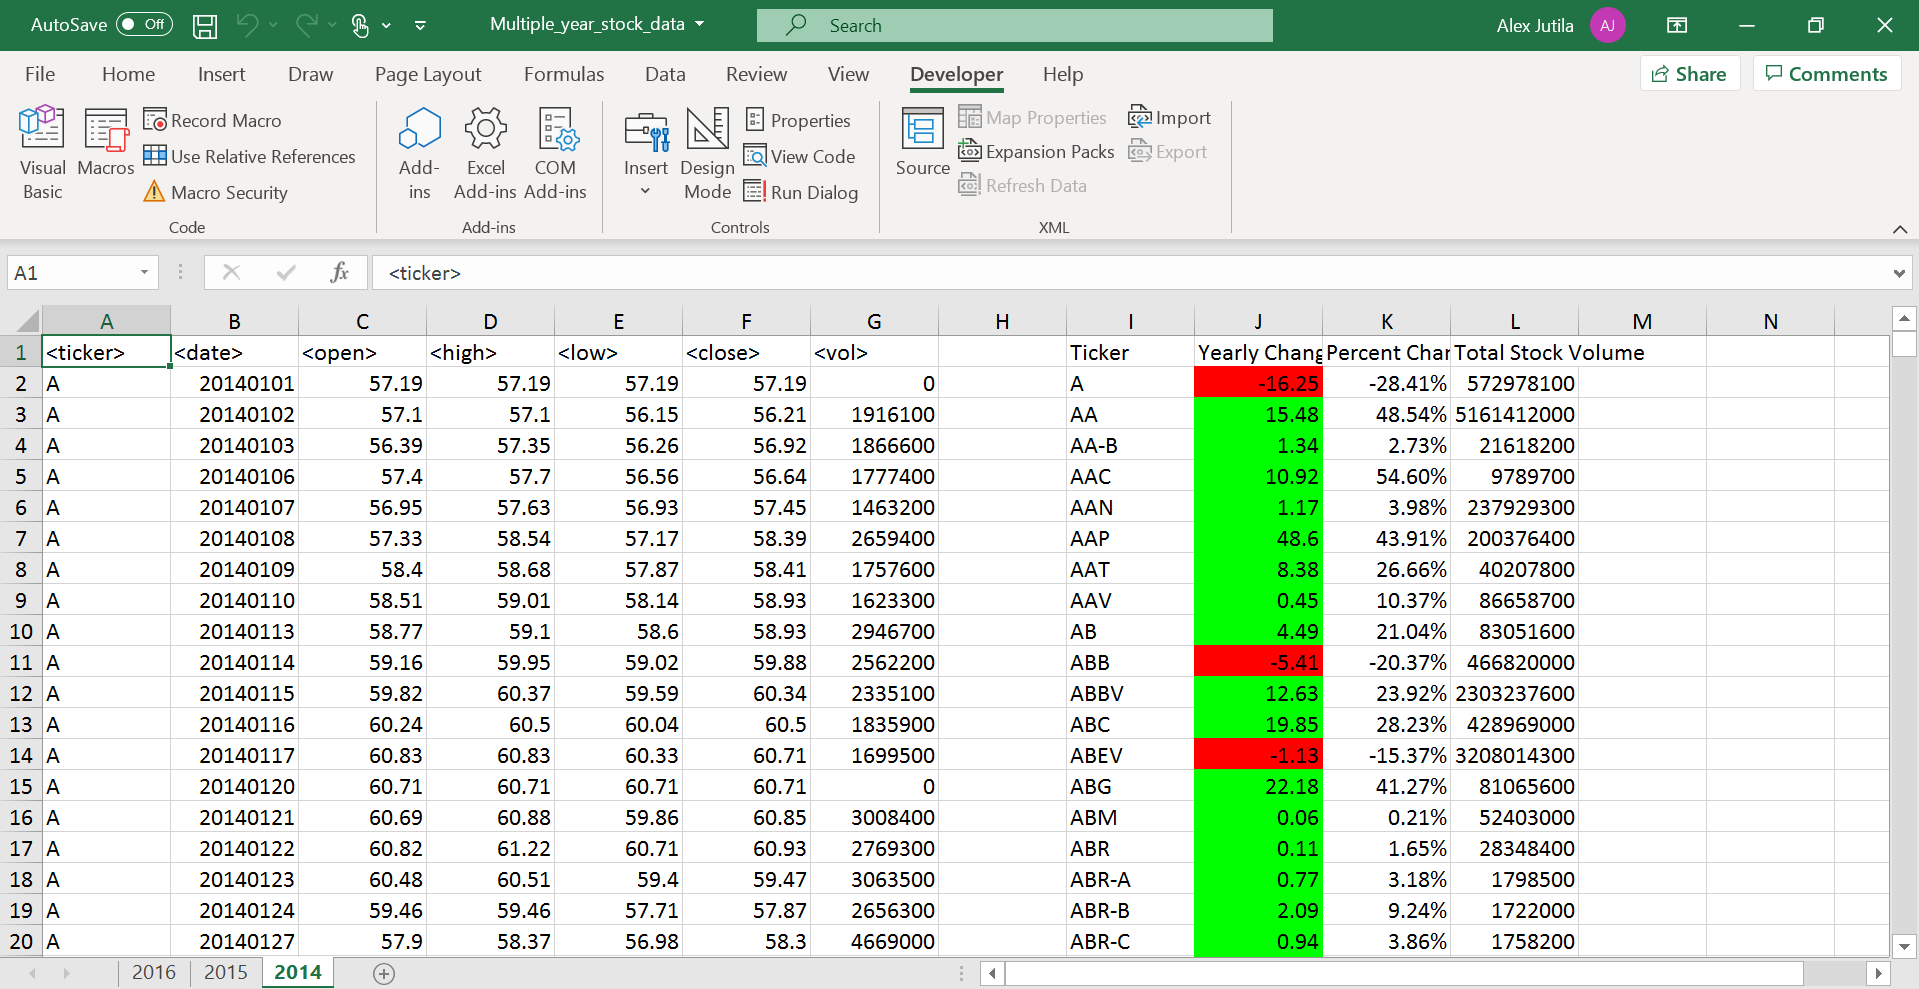 AutoSave Off Multiple_year_stock_data Search Alex Jutila AJ
File Home Insert Draw Page Layout Formulas Data Review View Developer Help Share Comments
Visual Basic
Macros
Record Macro
Use Relative References
Macro Security
Code
Add-ins
Excel Add-ins
COM Add-ins
Add-ins
Insert
Design Mode
Properties
View Code
Run Dialog
Controls
Source
Map Properties
Expansion Packs
Refresh Data
Import
Export
XML
A1 fx <ticker>
A B C D E F G H I J K L M N
1 <ticker> <date> <open> <high> <low> <close> <vol> Ticker Yearly Chang Percent Char Total Stock Volume
2 A 20140101 57.19 57.19 57.19 57.19 0 A -16.25 -28.41% 572978100
3 A 20140102 57.1 57.1 56.15 56.21 1916100 AA 15.48 48.54% 5161412000
4 A 20140103 56.39 57.35 56.26 56.92 1866600 AA-B 1.34 2.73% 21618200
5 A 20140106 57.4 57.7 56.56 56.64 1777400 AAC 10.92 54.60% 9789700
6 A 20140107 56.95 57.63 56.93 57.45 1463200 AAN 1.17 3.98% 237929300
7 A 20140108 57.33 58.54 57.17 58.39 2659400 AAP 48.6 43.91% 200376400
8 A 20140109 58.4 58.68 57.87 58.41 1757600 AAT 8.38 26.66% 40207800
9 A 20140110 58.51 59.01 58.14 58.93 1623300 AAV 0.45 10.37% 86658700
10 A 20140113 58.77 59.1 58.6 58.93 2946700 AB 4.49 21.04% 83051600
11 A 20140114 59.16 59.95 59.02 59.88 2562200 ABB -5.41 -20.37% 466820000
12 A 20140115 59.82 60.37 59.59 60.34 2335100 ABBV 12.63 23.92% 2303237600
13 A 20140116 60.24 60.5 60.04 60.5 1835900 ABC 19.85 28.23% 428969000
14 A 20140117 60.83 60.83 60.33 60.71 1699500 ABEV -1.13 -15.37% 3208014300
15 A 20140120 60.71 60.71 60.71 60.71 0 ABG 22.18 41.27% 81065600
16 A 20140121 60.69 60.88 59.86 60.85 3008400 ABM 0.06 0.21% 52403000
17 A 20140122 60.82 61.22 60.71 60.93 2769300 ABR 0.11 1.65% 28348400
18 A 20140123 60.48 60.51 59.4 59.47 3063500 ABR-A 0.77 3.18% 1798500
19 A 20140124 59.46 59.46 57.71 57.87 2656300 ABR-B 2.09 9.24% 1722000
20 A 20140127 57.9 58.37 56.98 58.3 4669000 ABR-C 0.94 3.86% 1758200
2016 2015 2014